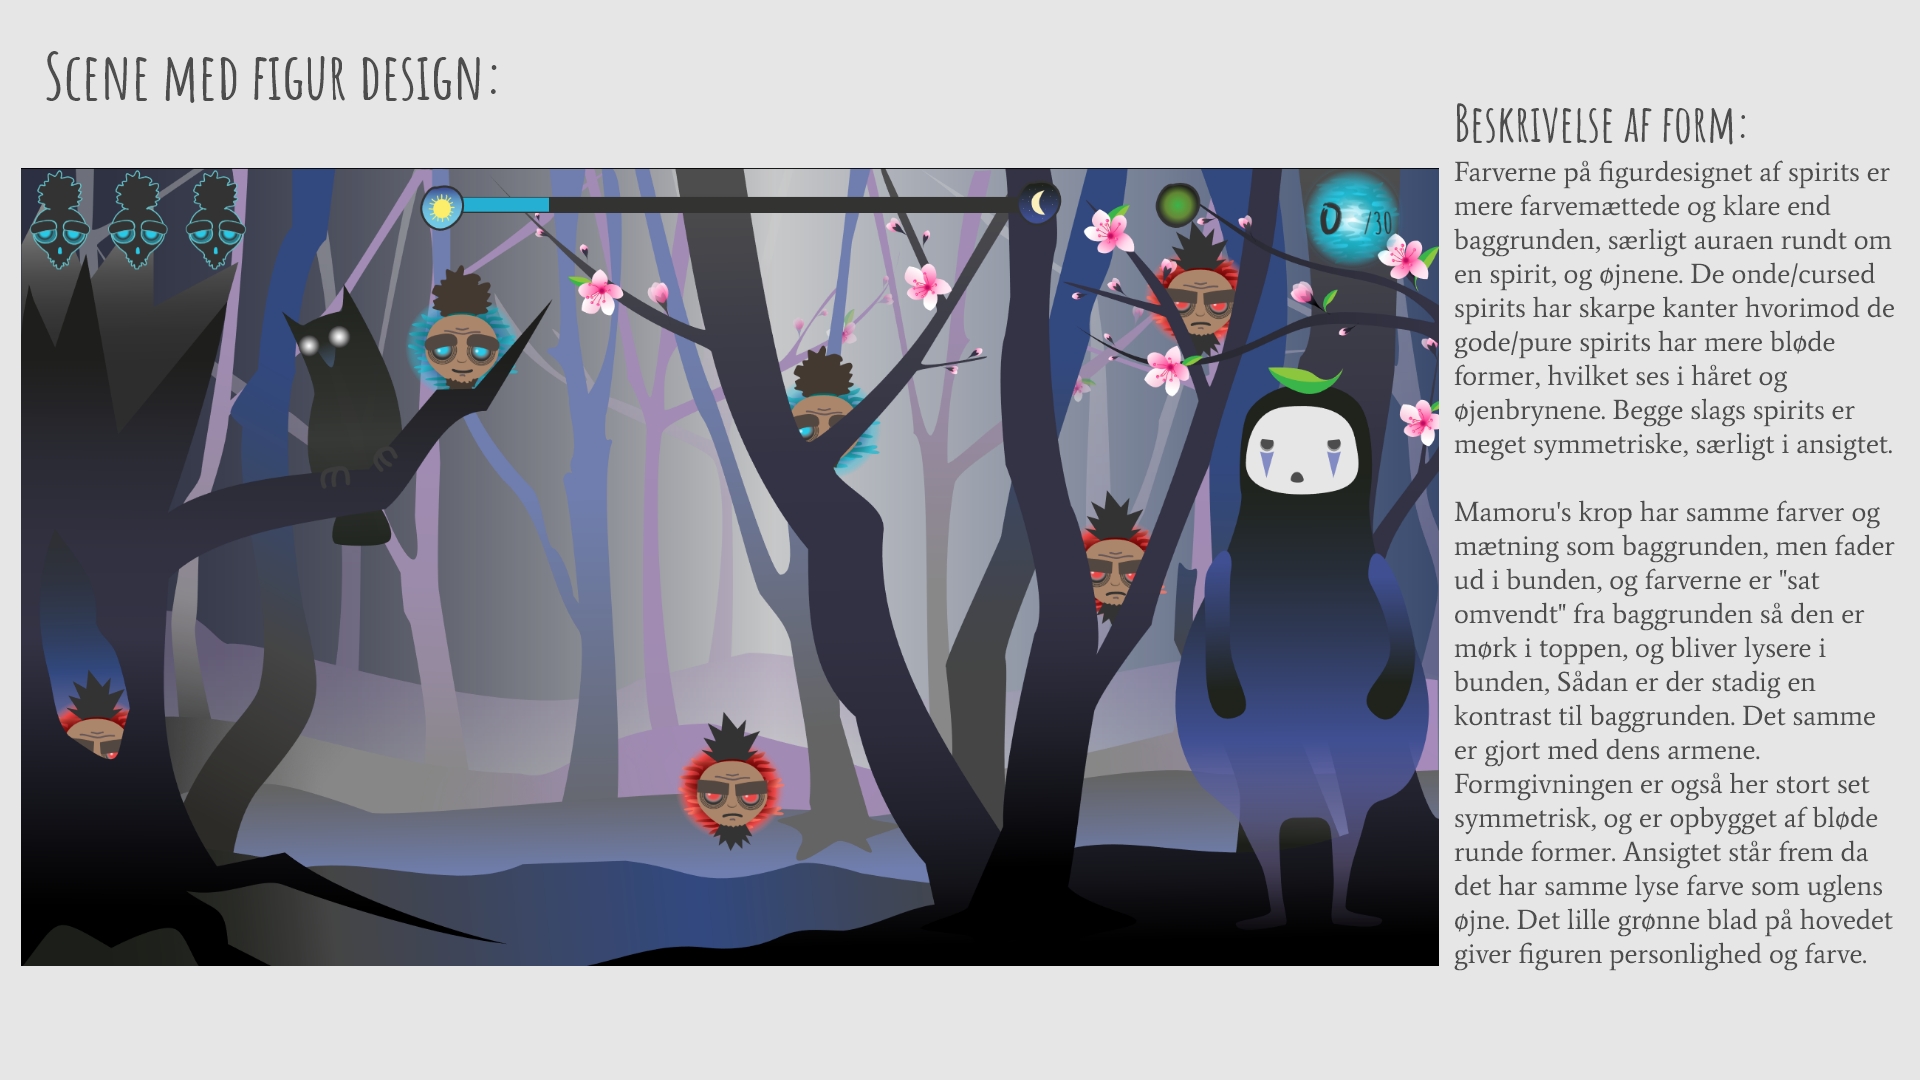 Scene med figur design:
0 /30
Beskrivelse af form:
Farverne på figurdesignet af spirits er
mere farvemættede og klare end
baggrunden, særligt auraen rundt om
en spirit, og øjnene. De onde/cursed
spirits har skarpe kanter hvorimod de
gode/pure spirits har mere bløde
former, hvilket ses i håret og
øjenbrynene. Begge slags spirits er
meget symmetriske, særligt i ansigtet.
Mamoru's krop har samme farver og
mætning som baggrunden, men fader
ud i bunden, og farverne er "sat
omvendt" fra baggrunden så den er
mørk i toppen, og bliver lysere i
bunden, Sådan er der stadig en
kontrast til baggrunden. Det samme
er gjort med dens armene.
Formgivningen er også her stort set
symmetrisk, og er opbygget af bløde
runde former. Ansigtet står frem da
det har samme lyse farve som uglens
øjne. Det lille grønne blad på hovedet
giver figuren personlighed og farve.